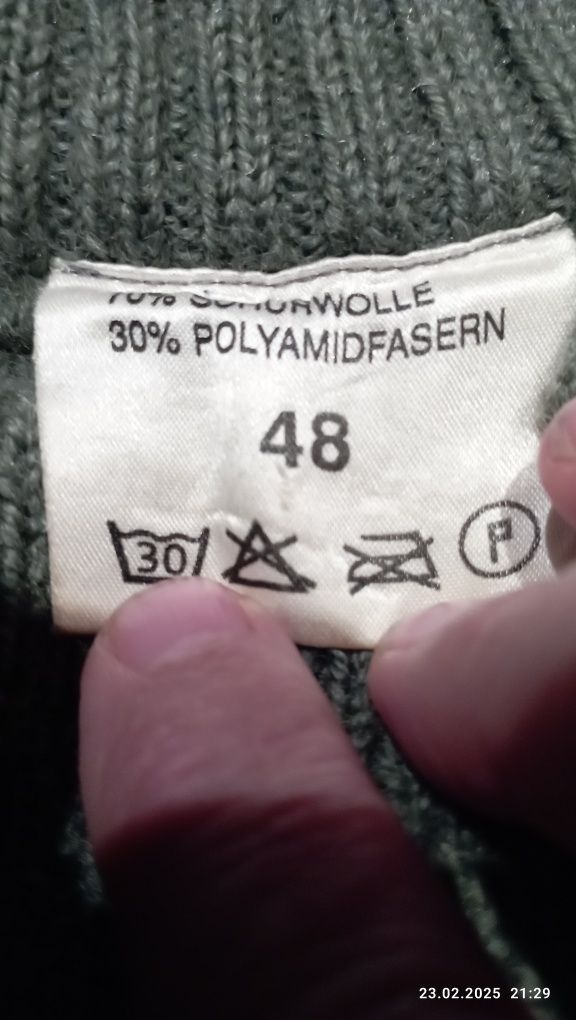 70% SCHURWOLLE
30% POLYAMIDFASERN
48
30 P
23.02.2025 21:29